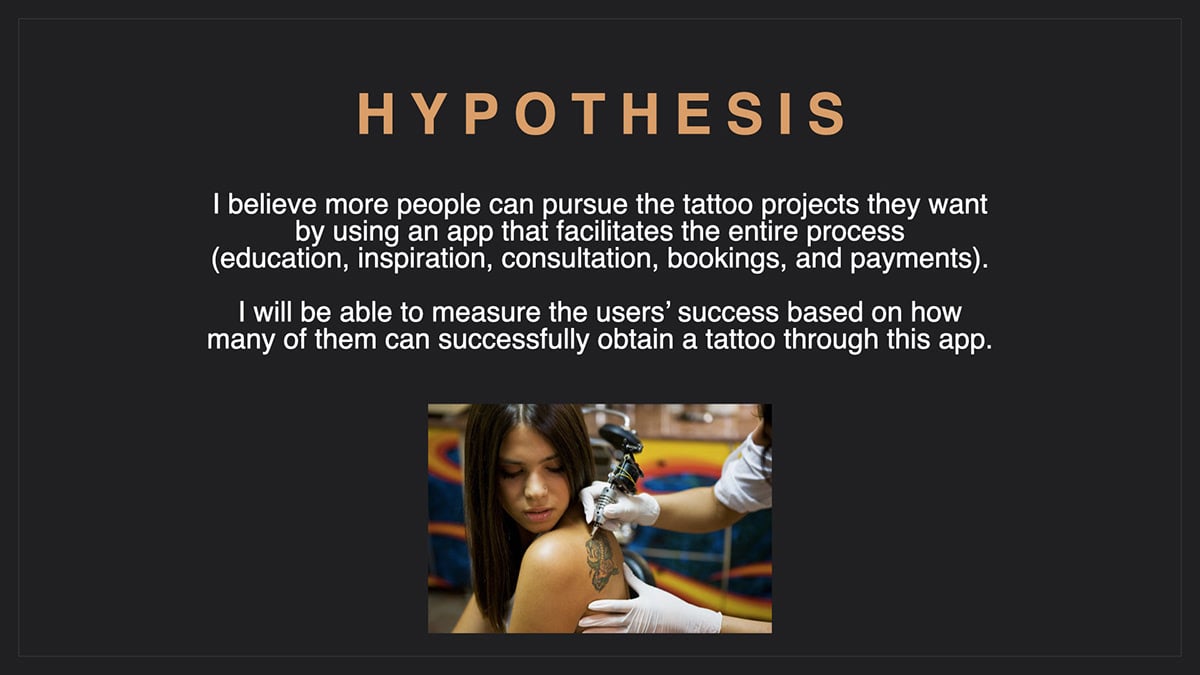 HYPOTHESIS
I believe more people can pursue the tattoo projects they want
by using an app that facilitates the entire process
(education, inspiration, consultation, bookings, and payments).
I will be able to measure the users’ success based on how
many of them can successfully obtain a tattoo through this app.